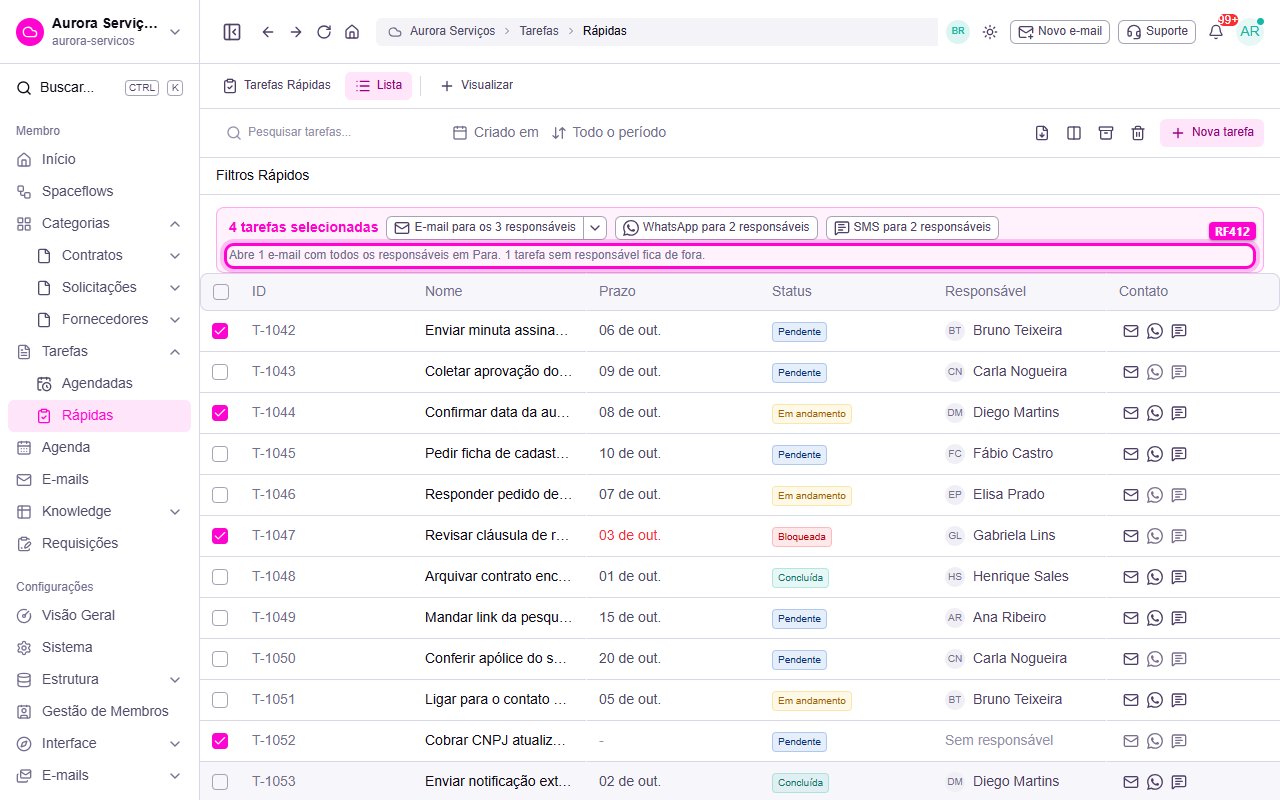 Aurora Serviç...
aurora-servicos
Aurora Serviços > Tarefas > Rápidas
BR
Novo e-mail
Suporte
99+
AR
Buscar...
CTRL K
Tarefas Rápidas
Lista
Visualizar
Membro
Início
Spaceflows
Categorias
Contratos
Solicitações
Fornecedores
Tarefas
Agendadas
Rápidas
Agenda
E-mails
Knowledge
Requisições
Configurações
Visão Geral
Sistema
Estrutura
Gestão de Membros
Interface
E-mails
Pesquisar tarefas...
Criado em
Todo o período
Nova tarefa
Filtros Rápidos
4 tarefas selecionadas
E-mail para os 3 responsáveis
WhatsApp para 2 responsáveis
SMS para 2 responsáveis
RF412
Abre 1 e-mail com todos os responsáveis em Para. 1 tarefa sem responsável fica de fora.
ID Nome Prazo Status Responsável Contato
T-1042 Enviar minuta assina... 06 de out. Pendente BT Bruno Teixeira
T-1043 Coletar aprovação do... 09 de out. Pendente CN Carla Nogueira
T-1044 Confirmar data da au... 08 de out. Em andamento DM Diego Martins
T-1045 Pedir ficha de cadast... 10 de out. Pendente FC Fábio Castro
T-1046 Responder pedido de... 07 de out. Em andamento EP Elisa Prado
T-1047 Revisar cláusula de r... 03 de out. Bloqueada GL Gabriela Lins
T-1048 Arquivar contrato enc... 01 de out. Concluída HS Henrique Sales
T-1049 Mandar link da pesqu... 15 de out. Pendente AR Ana Ribeiro
T-1050 Conferir apólice do s... 20 de out. Pendente CN Carla Nogueira
T-1051 Ligar para o contato ... 05 de out. Em andamento BT Bruno Teixeira
T-1052 Cobrar CNPJ atualiz... - Pendente Sem responsável
T-1053 Enviar notificação ext... 02 de out. Concluída DM Diego Martins